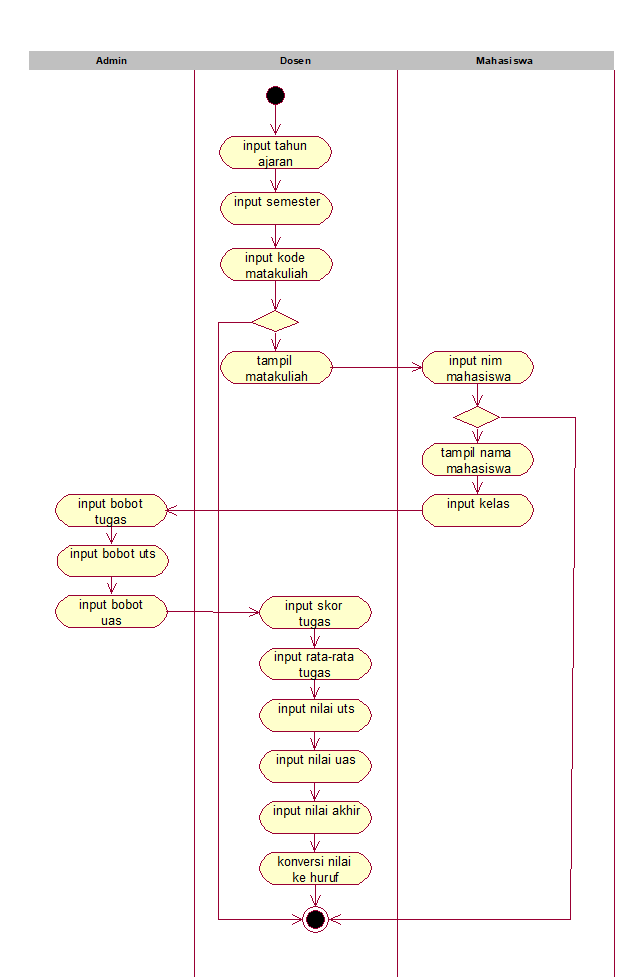 Admin
Dosen
Mahasiswa
input tahun
ajaran
input semester
input kode
matakuliah
tampil
matakuliah
input nim
mahasiswa
tampil nama
mahasiswa
input kelas
input bobot
tugas
input bobot uts
input bobot
uas
input skor
tugas
input rata-rata
tugas
input nilai uts
input nilai uas
input nilai akhir
konversi nilai
ke huruf